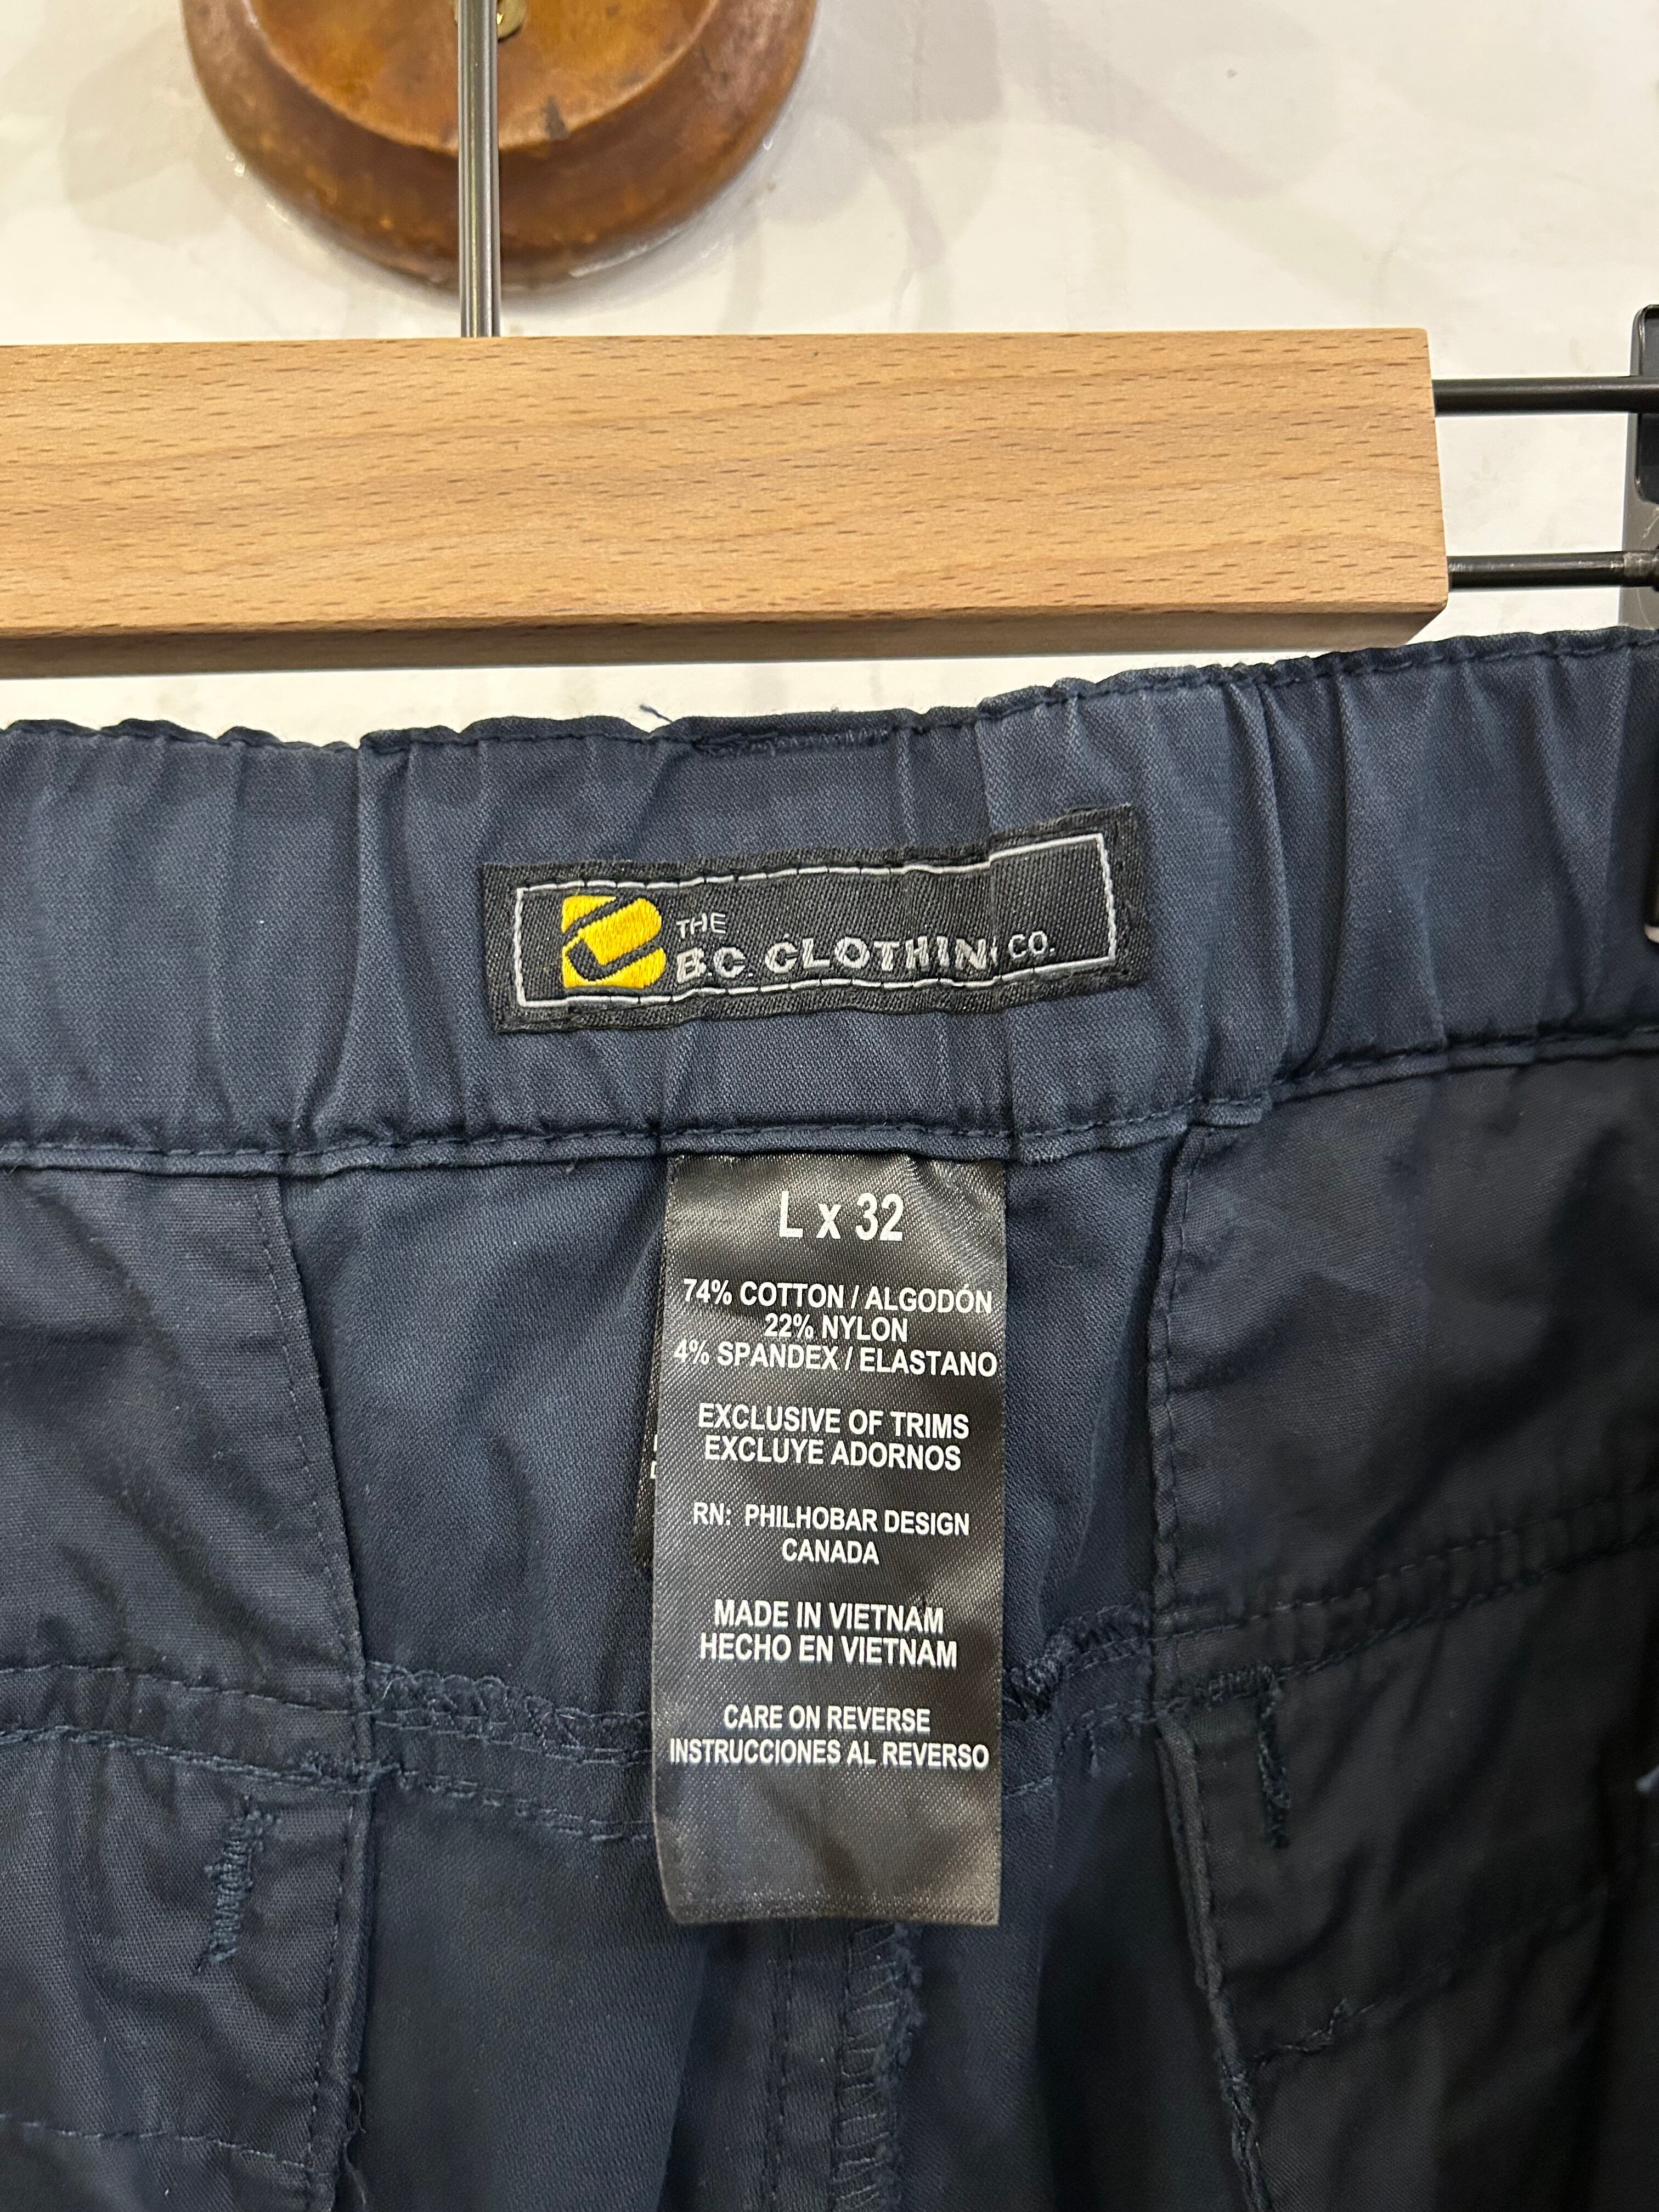 THE
B.C. CLOTHING CO.
L x 32
74% COTTON / ALGODÓN
22% NYLON
4% SPANDEX / ELASTANO
EXCLUSIVE OF TRIMS
EXCLUYE ADORNOS
RN: PHILHOBAR DESIGN
CANADA
MADE IN VIETNAM
HECHO EN VIETNAM
CARE ON REVERSE
INSTRUCCIONES AL REVERSO